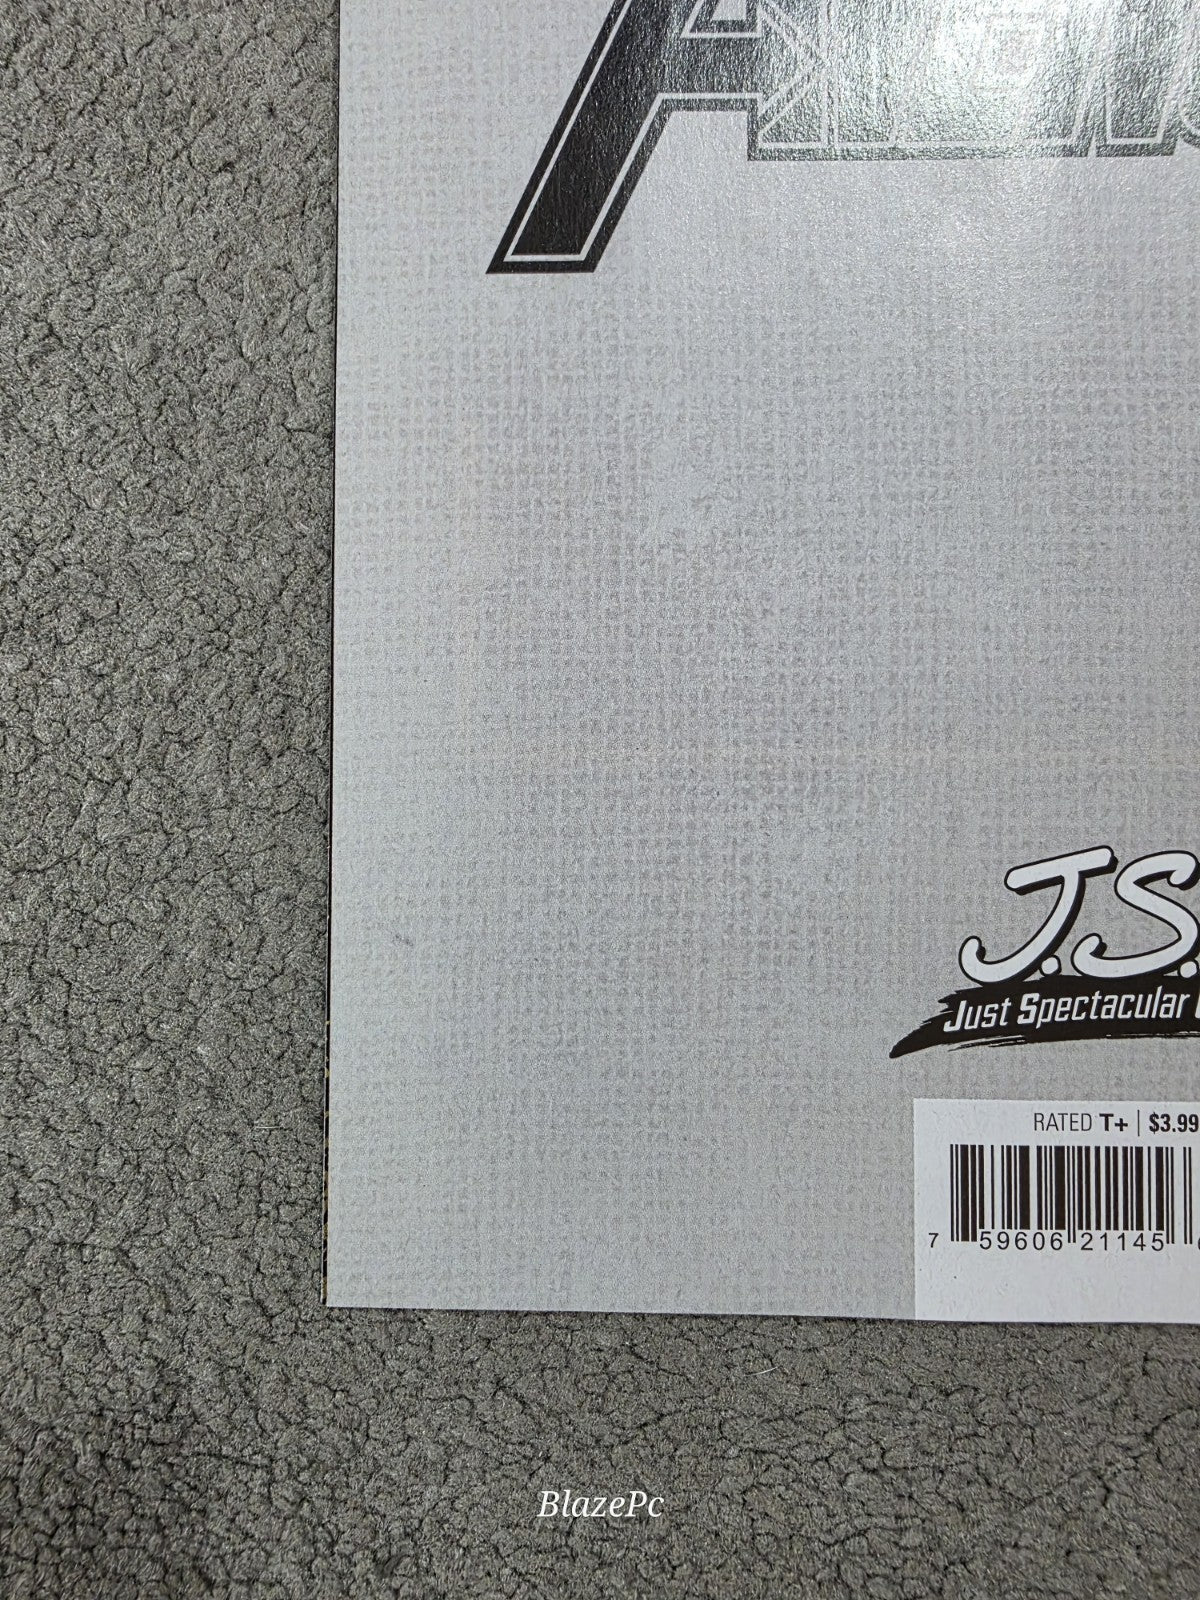 A
J.S.
Just Spectacular
RATED T+ | $3.99
7 59606 21145
BlazePc